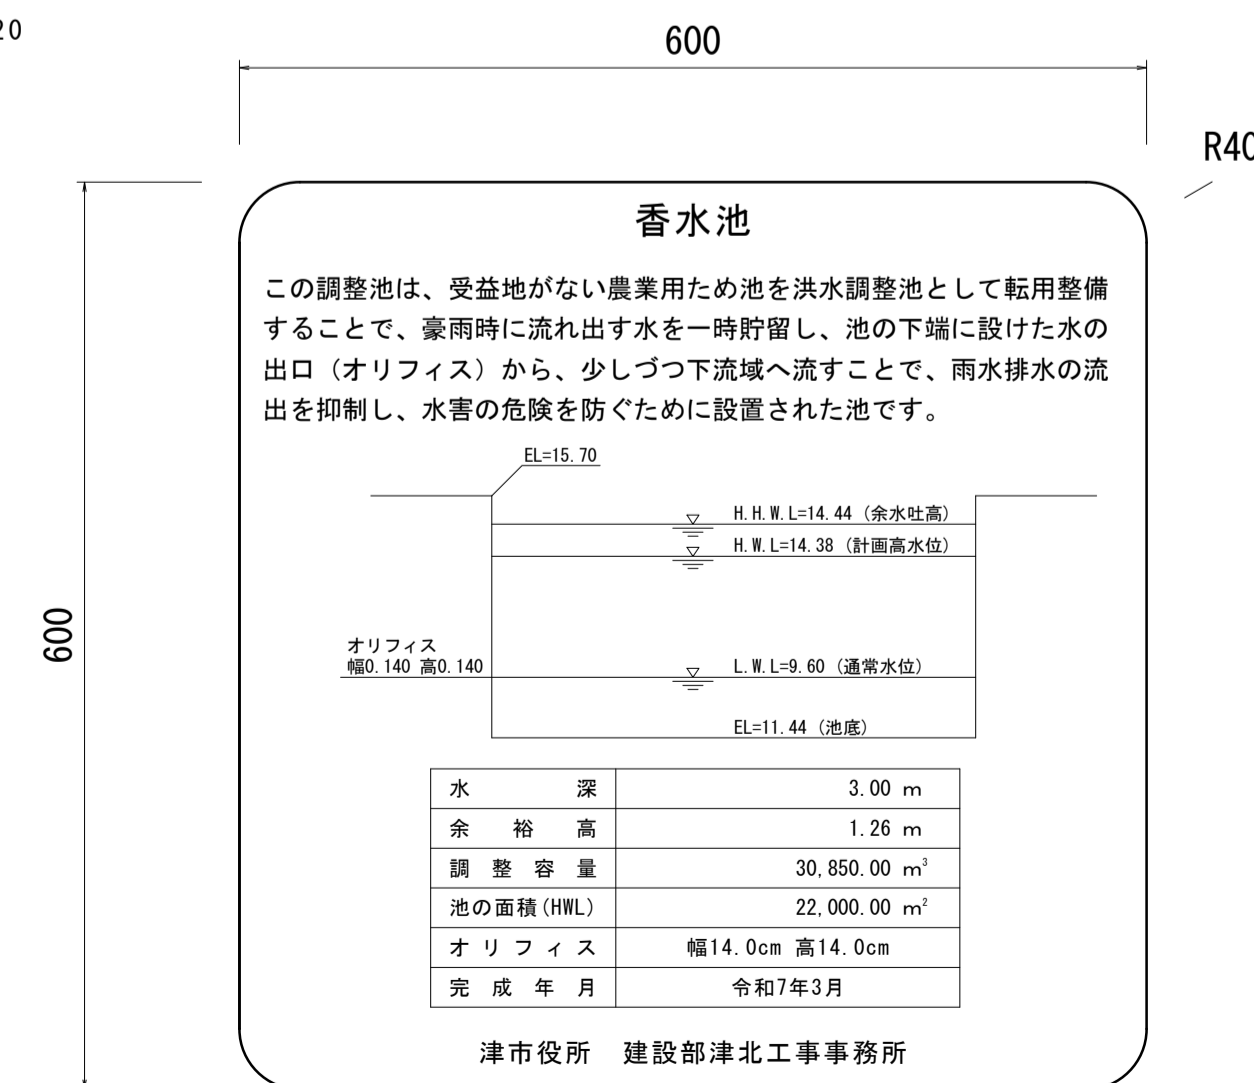 20
600
R40
600
香水池
この調整池は、受益地がない農業用ため池を洪水調整池として転用整備
することで、豪雨時に流れ出す水を一時貯留し、池の下端に設けた水の
出口（オリフィス）から、少しづつ下流域へ流すことで、雨水排水の流
出を抑制し、水害の危険を防ぐために設置された池です。
EL=15.70
H.H.W.L=14.44（余水吐高）
H.W.L=14.38（計画高水位）
オリフィス
幅0.140 高0.140
L.W.L=9.60（通常水位）
EL=11.44（池底）
水深 3.00 m
余裕高 1.26 m
調整容量 30,850.00 m³
池の面積(HWL) 22,000.00 m²
オリフィス 幅14.0cm 高14.0cm
完成年月 令和7年3月
津市役所　建設部津北工事事務所